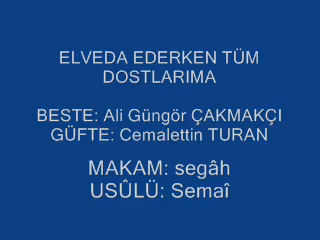 ELVEDA EDERKEN TÜM
DOSTLARIMA
BESTE: Ali Güngör ÇAKMAKÇI
GÜFTE: Cemalettin TURAN
MAKAM: segâh
USÛLÜ: Semaî